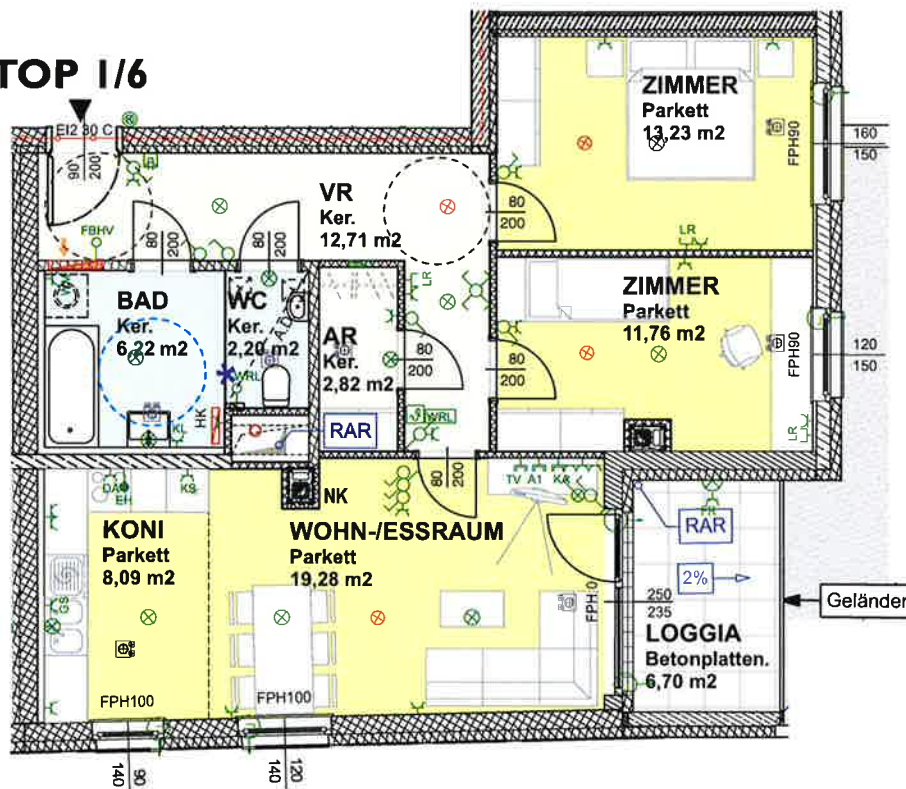 TOP 1/6
EI2 30 C
90
200
ZIMMER
Parkett
13,23 m2
FPH90
160
150
VR
Ker.
12,71 m2
80
200
FBHV
80
200
80
200
LR
LR
BAD
Ker.
6,22 m2
WC
Ker.
2,20 m2
WRL
AR
Ker.
2,82 m2
80
200
80
200
ZIMMER
Parkett
11,76 m2
FPH90
120
150
LR
KL
HK
RAR
WRL
80
200
NK
DA
EH
KS
KONI
Parkett
8,09 m2
GS
FPH100
WOHN-/ESSRAUM
Parkett
19,28 m2
TV A1
FPH100
FPH 0
250
235
FR
RAR
2%
LOGGIA
Betonplatten.
6,70 m2
Geländer
90
140
120
140